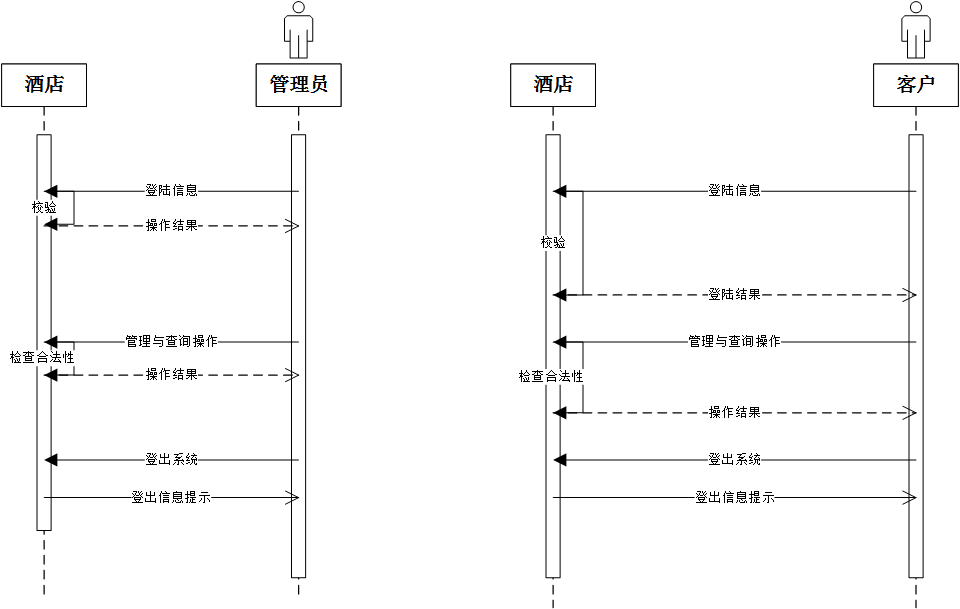 酒店
管理员
登陆信息
校验
操作结果
管理与查询操作
检查合法性
操作结果
登出系统
登出信息提示
酒店
客户
登陆信息
校验
登陆结果
管理与查询操作
检查合法性
操作结果
登出系统
登出信息提示